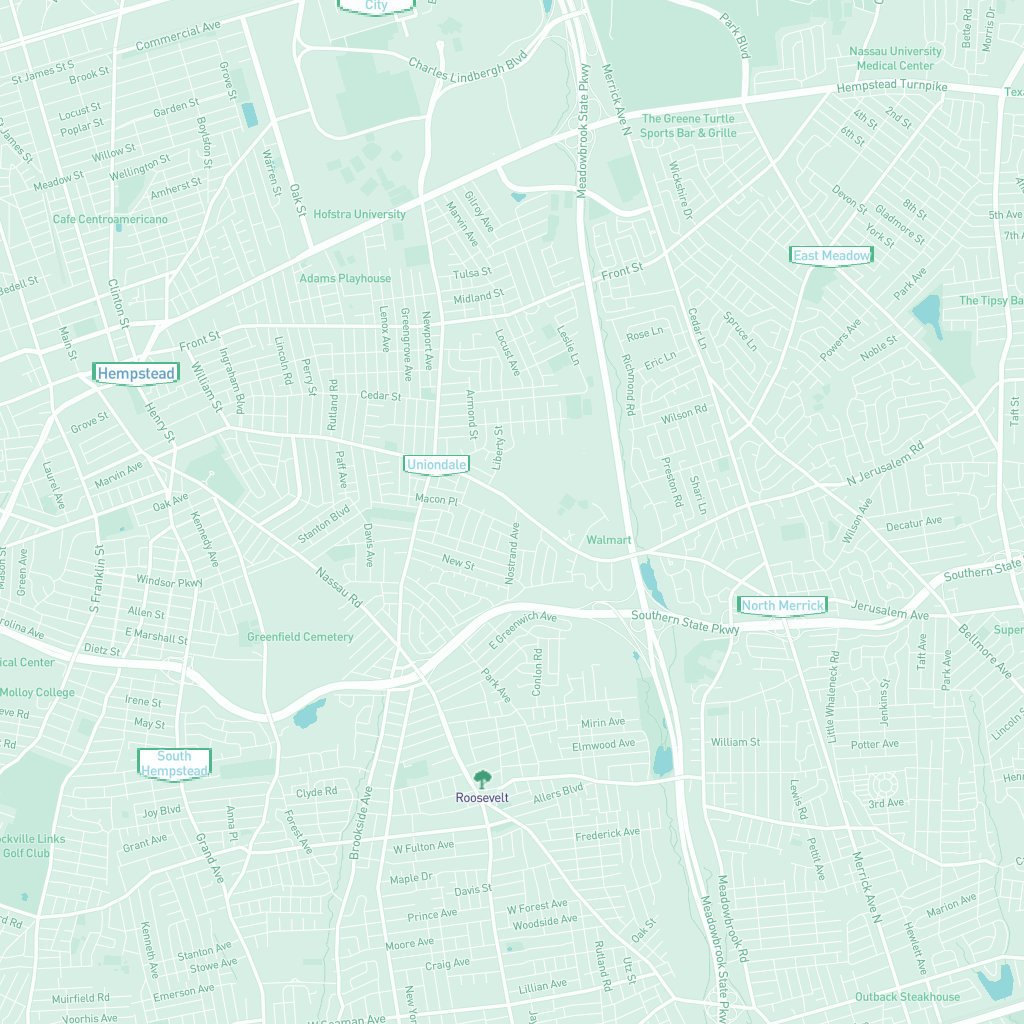 City
Commercial Ave
Bette Rd
Morris Dr
Park Blvd
St James St S
Brook St
Grove St
Charles Lindbergh Blvd
Meadowbrook State Pkwy
Merrick Ave N
Nassau University
Medical Center
Hempstead Turnpike
Locust St
Garden St
Poplar St
Boylston St
The Greene Turtle
Sports Bar & Grille
4th St
2nd St
6th St
St James St
Willow St
Wellington St
Warren St
Meadow St
Amherst St
Oak St
Wickshire Dr
Devon St
8th St
Gladmore St
York St
5th Ave
7th
Cafe Centroamericano
Hofstra University
Gilroy Ave
Marvin Ave
East Meadow
Bedell St
Clinton St
Adams Playhouse
Tulsa St
Front St
Park Ave
Midland St
The Tipsy
Main St
Front St
Lenox Ave
Greengrove Ave
Newport Ave
Locust Ave
Leslie Ln
Rose Ln
Cedar Ln
Spruce Ln
Powers Ave
Noble St
Eric Ln
Hempstead
William St
Ingraham Blvd
Lincoln Rd
Perry St
Rutland Rd
Cedar St
Armond St
Richmond Rd
Taft St
Grove St
Henry St
Liberty St
Wilson Rd
Marvin Ave
Laurel Ave
Paff Ave
Uniondale
Preston Rd
Shari Ln
N Jerusalem Rd
Oak Ave
Macon Pl
Wilson Ave
Kennedy Ave
Stanton Blvd
Davis Ave
Nostrand Ave
Walmart
Decatur Ave
Mason St
Green Ave
S Franklin St
Windsor Pkwy
Nassau Rd
New St
Southern State
Allen St
E Marshall St
Greenfield Cemetery
E Greenwich Ave
Southern State Pkwy
North Merrick
Jerusalem Ave
Bellmore Ave
Dietz St
Molloy College
Irene St
May St
Park Ave
Conlon Rd
Little Whaleneck Rd
Taft Ave
Park Ave
Jenkins St
Lincoln St
Mirin Ave
Elmwood Ave
William St
Potter Ave
South
Hempstead
Clyde Rd
Roosevelt
Allers Blvd
Lewis Rd
3rd Ave
Joy Blvd
Anna Pl
Forest Ave
Brookside Ave
Frederick Ave
Grant Ave
Grand Ave
W Fulton Ave
Pettit Ave
Merrick Ave N
Golf Club
Maple Dr
Davis St
Prince Ave
W Forest Ave
Woodside Ave
Oak St
Meadowbrook State Pkwy
Meadowbrook Rd
Marion Ave
Hewlett Ave
Kenneth Ave
Stanton Ave
Stowe Ave
Moore Ave
Craig Ave
Rutland Rd
Utz St
Muirfield Rd
Emerson Ave
Lillian Ave
Outback Steakhouse
Voorhis Ave
W Seaman Ave
New